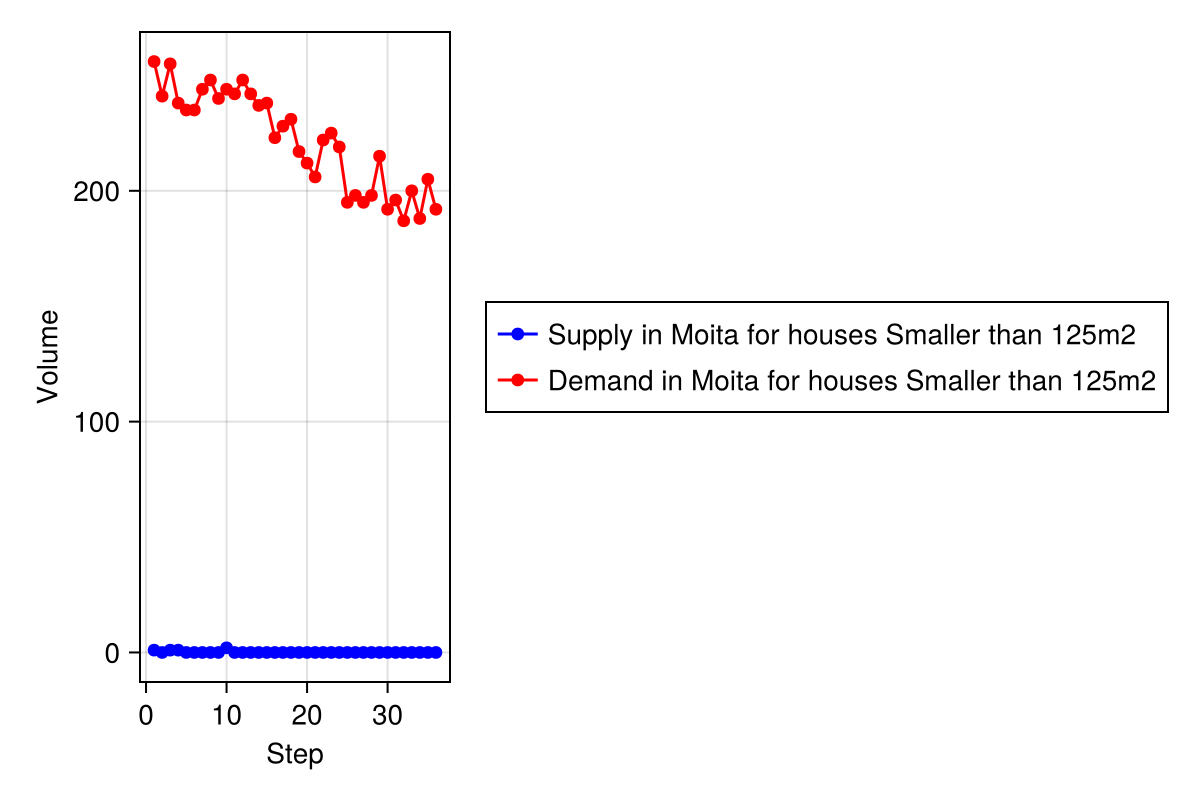 Volume
200
100
0
0 10 20 30
Step
Supply in Moita for houses Smaller than 125m2
Demand in Moita for houses Smaller than 125m2